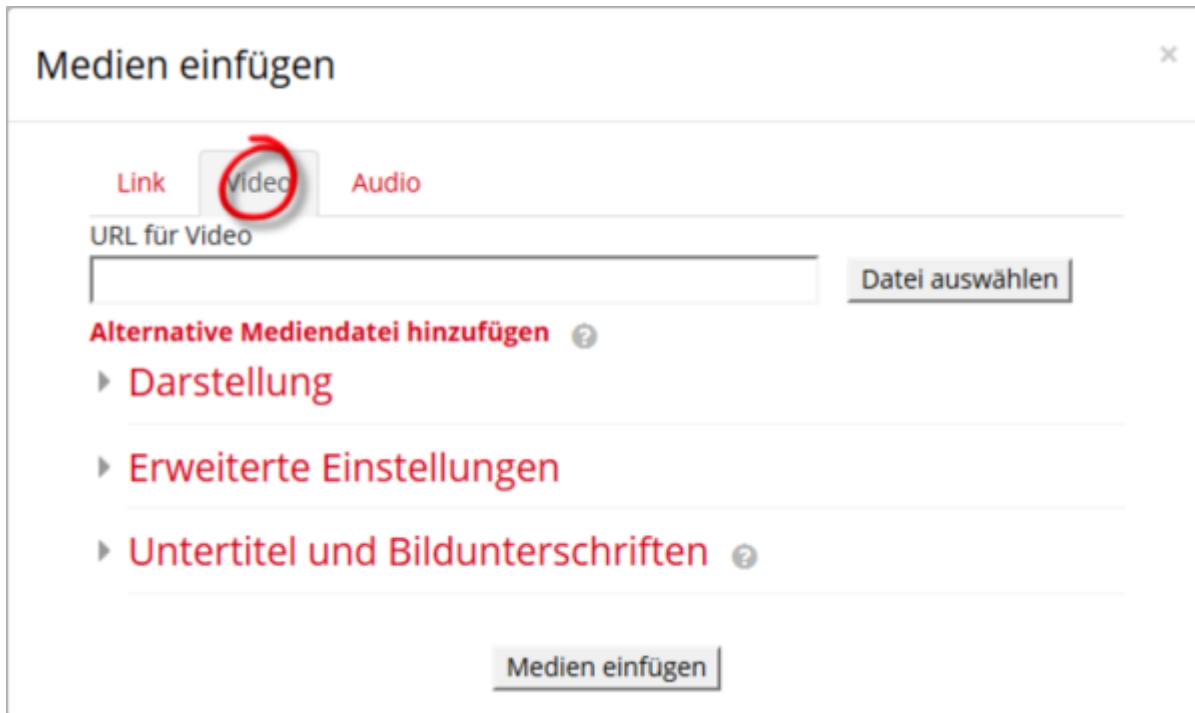 Medien einfügen
×
Link Video Audio
URL für Video
Datei auswählen
Alternative Mediendatei hinzufügen ?
Darstellung
Erweiterte Einstellungen
Untertitel und Bildunterschriften ?
Medien einfügen